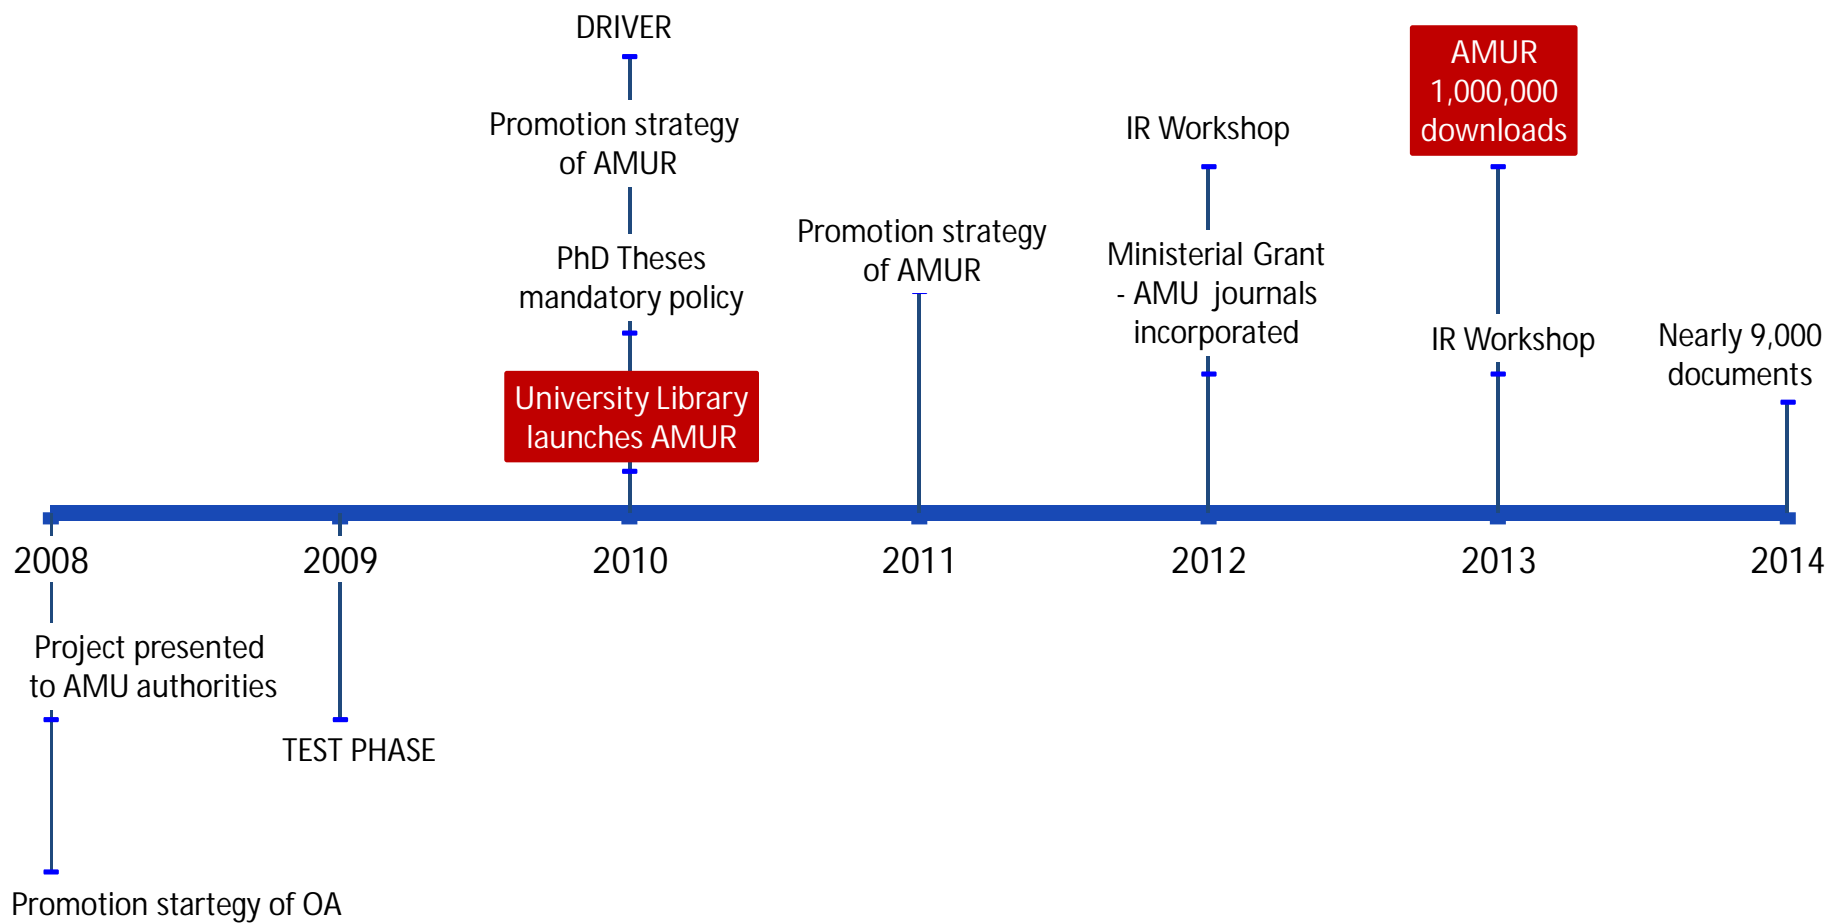 DRIVER
Promotion strategy
of AMUR
PhD Theses
mandatory policy
University Library
launches AMUR
Promotion strategy
of AMUR
IR Workshop
Ministerial Grant
- AMU journals
incorporated
AMUR
1,000,000
downloads
IR Workshop
Nearly 9,000
documents
2008
2009
2010
2011
2012
2013
2014
Project presented
to AMU authorities
TEST PHASE
Promotion startegy of OA